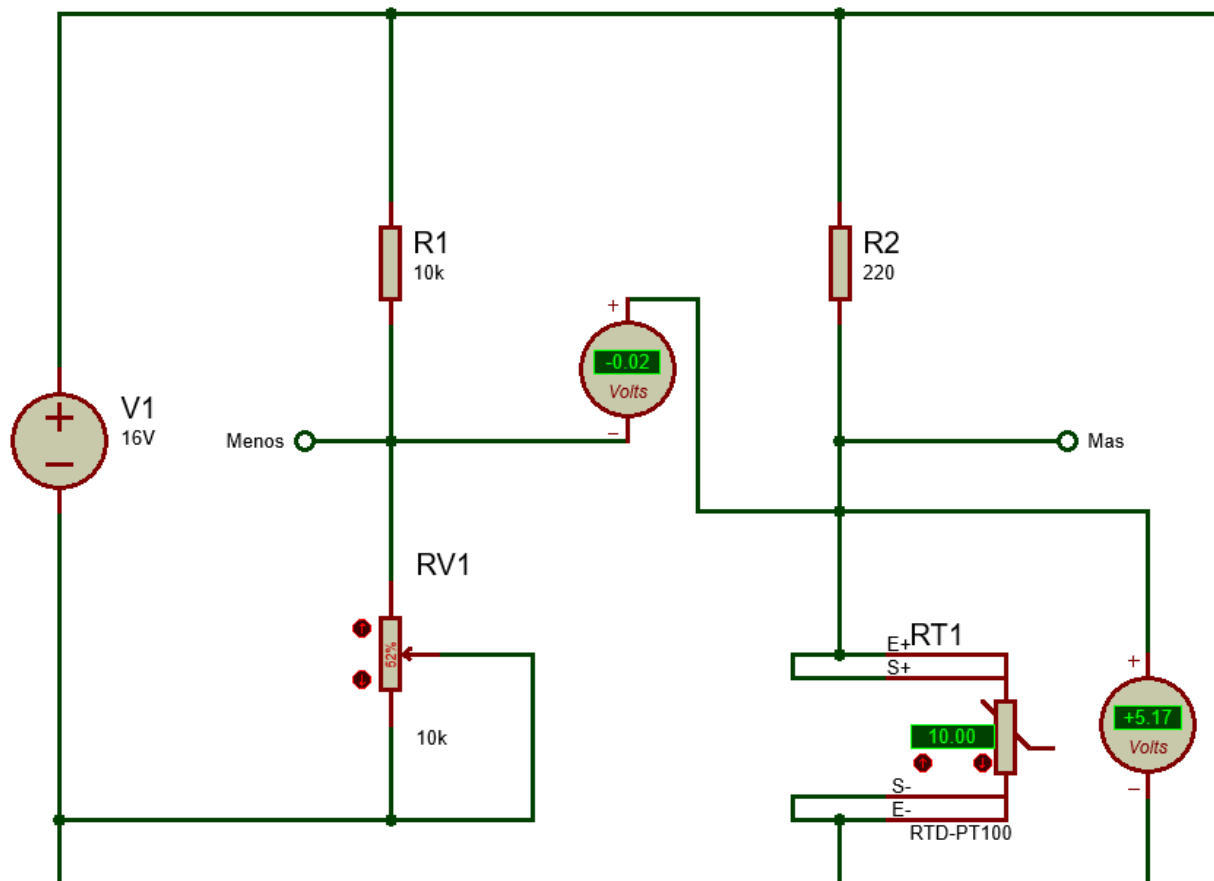 R1
10k
R2
220
+
-0.02
Volts
−
V1
16V
+
−
Menos
Mas
RV1
52%
10k
RT1
E+
S+
10.00
S-
E-
RTD-PT100
+
+5.17
Volts
−